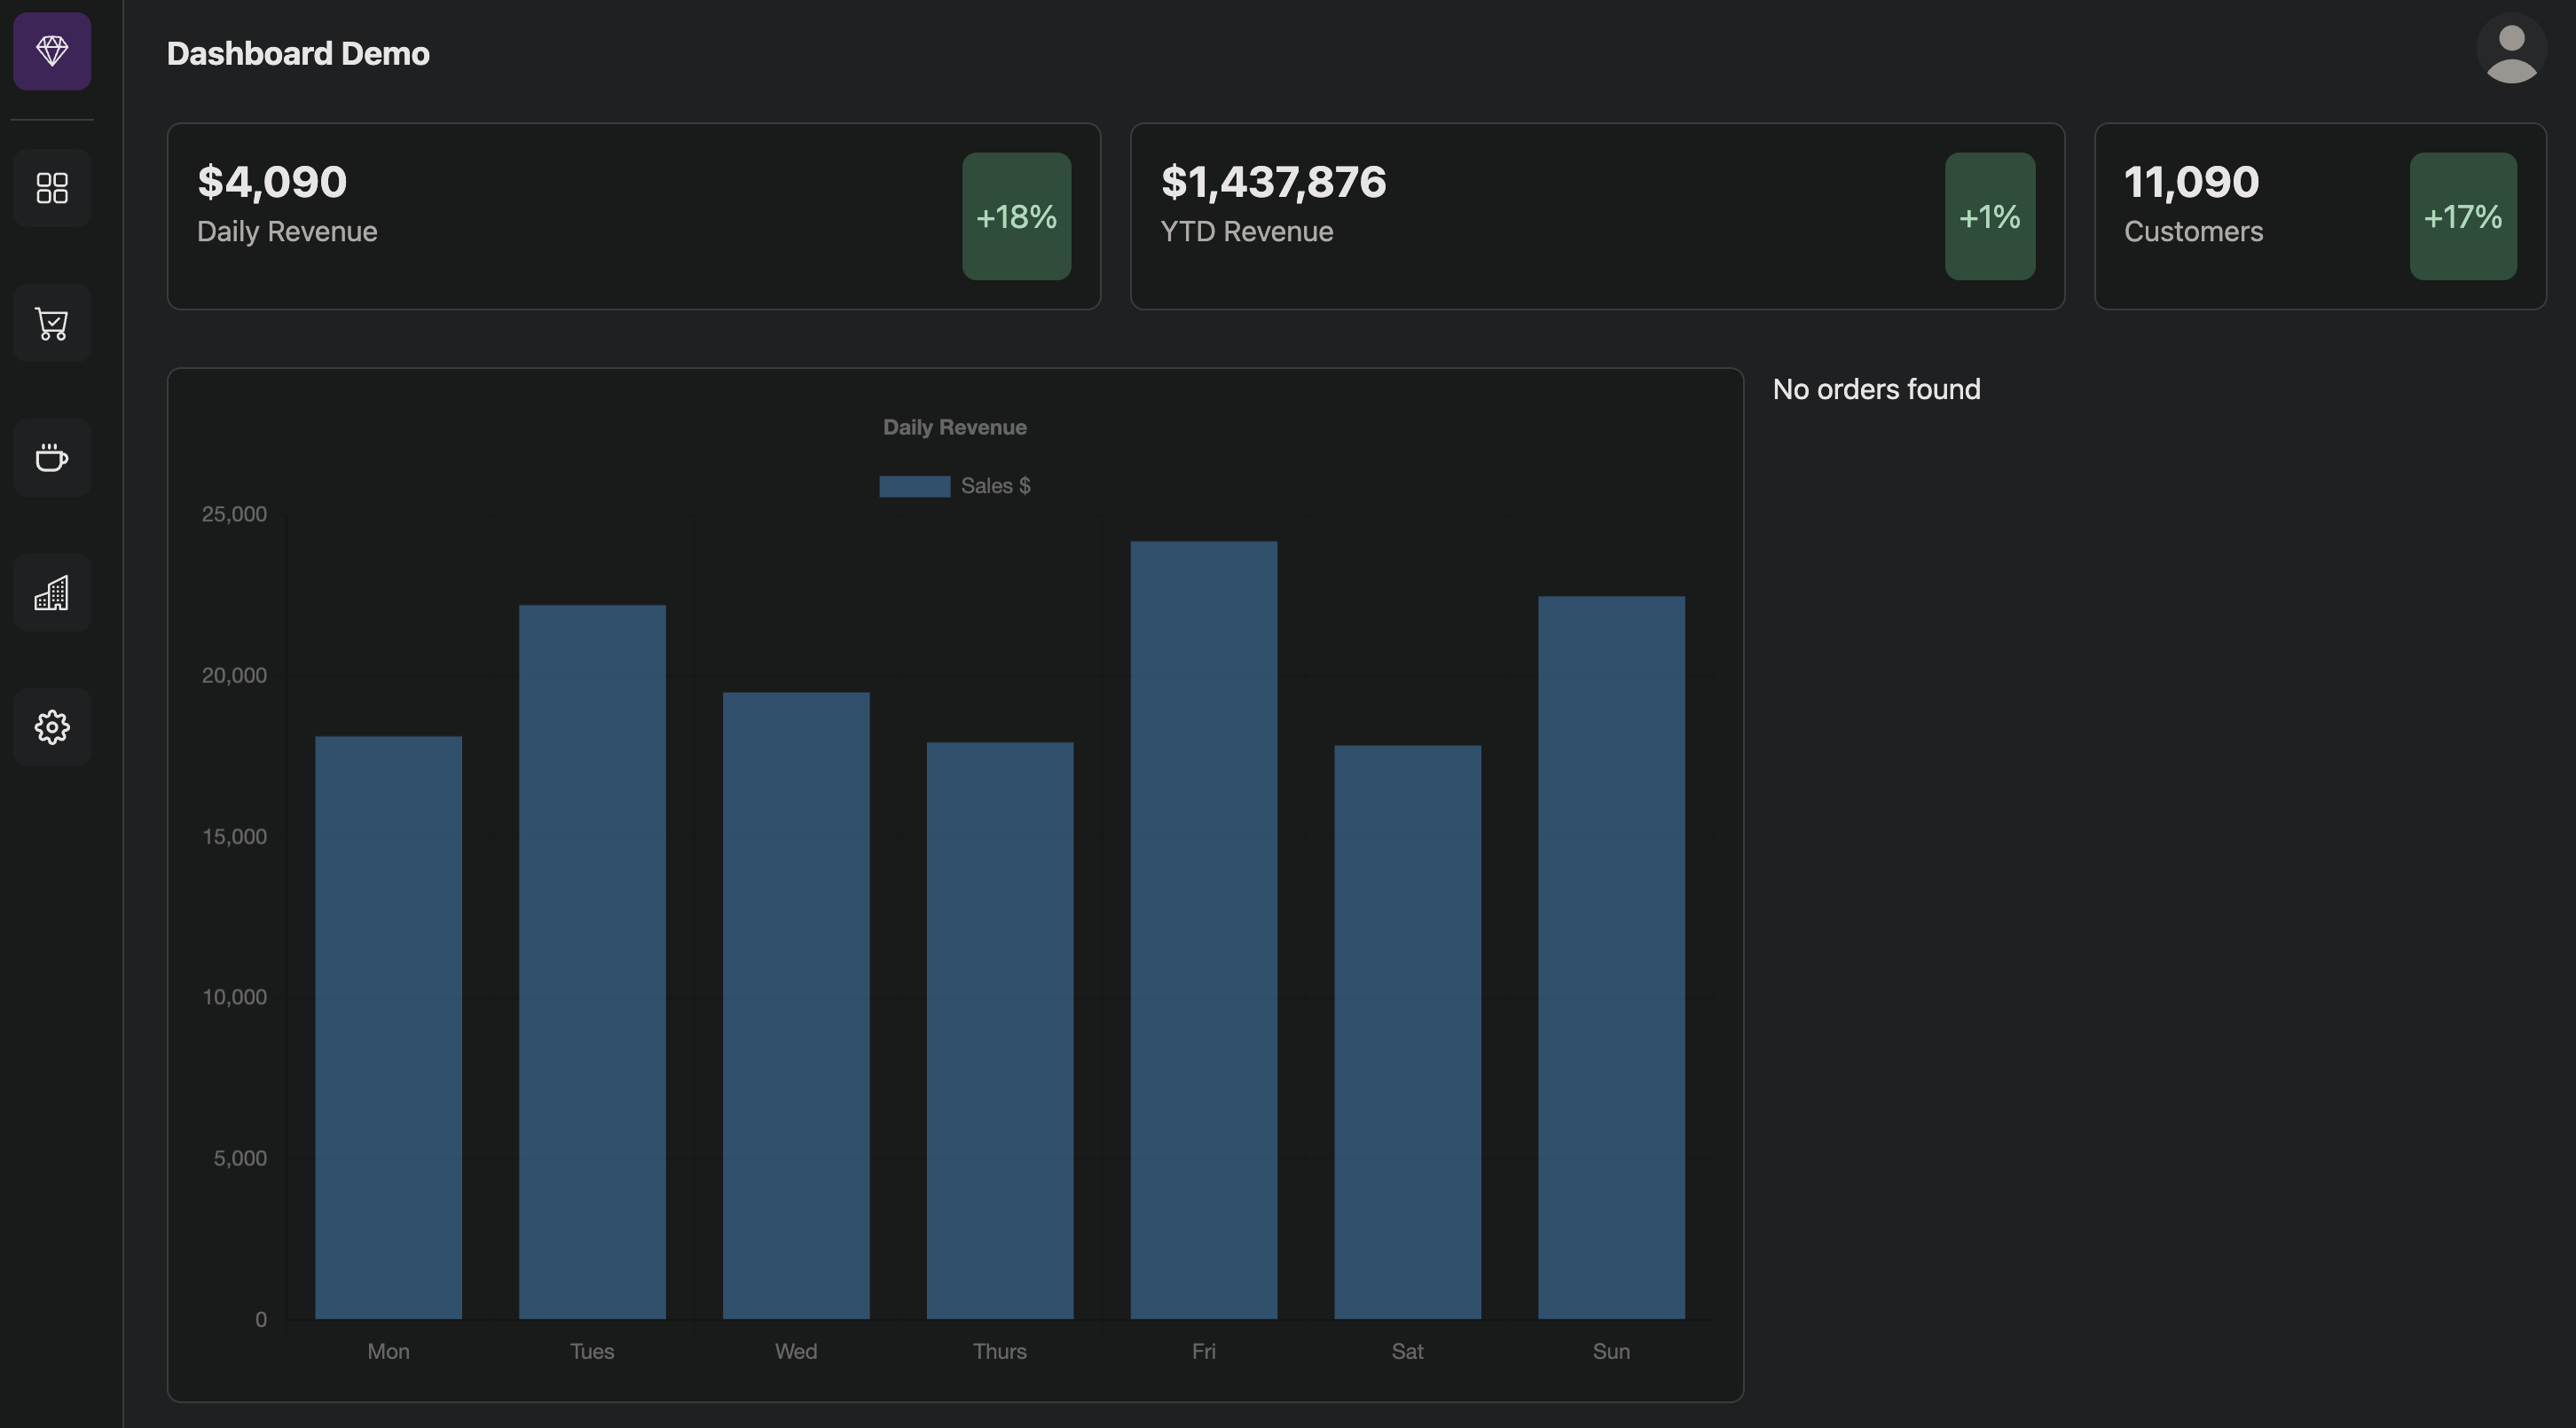 Dashboard Demo
$4,090
Daily Revenue
+18%
$1,437,876
YTD Revenue
+1%
11,090
Customers
+17%
Daily Revenue
Sales $
25,000
20,000
15,000
10,000
5,000
0
Mon Tues Wed Thurs Fri Sat Sun
No orders found